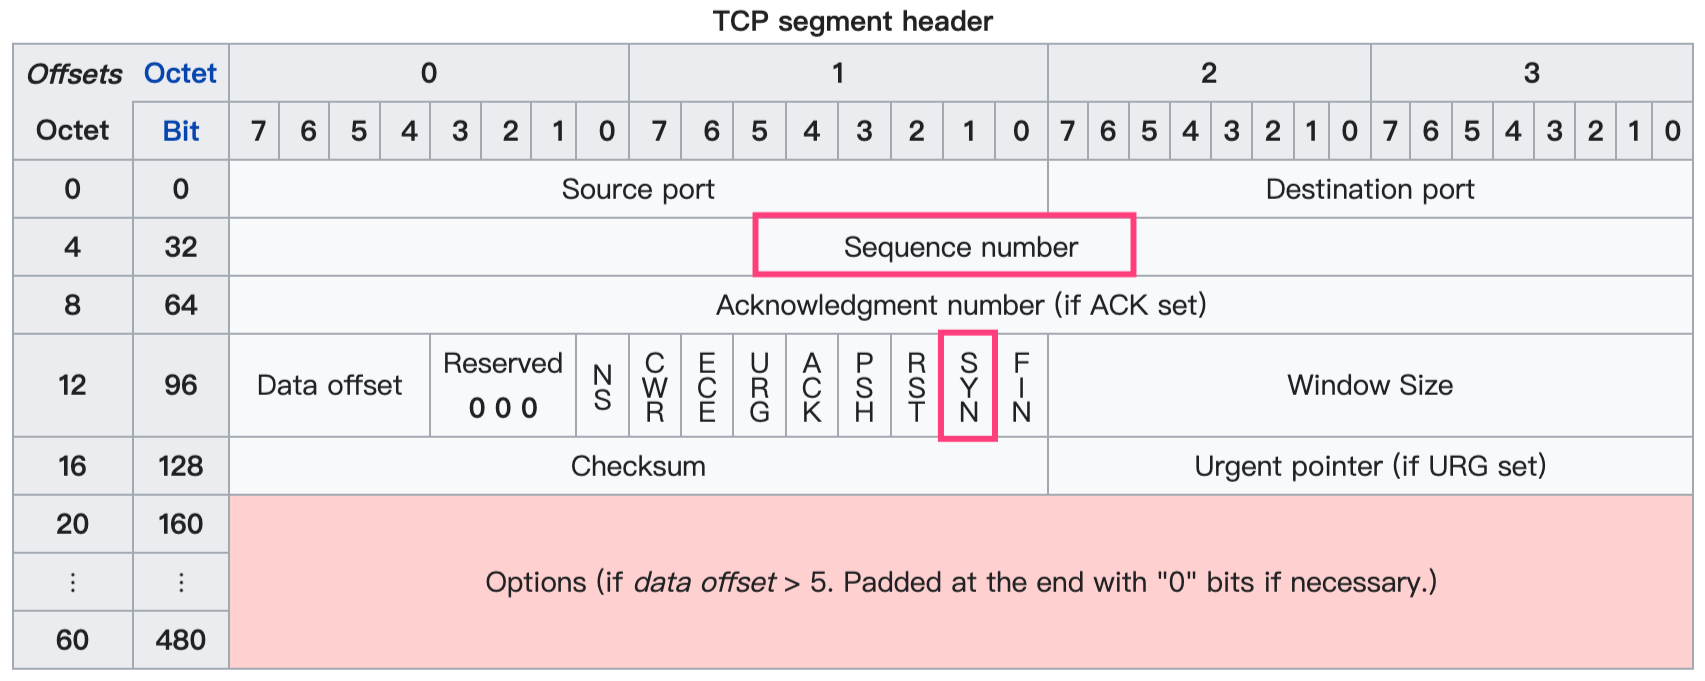 TCP segment header
Offsets Octet 0 1 2 3
Octet Bit 7 6 5 4 3 2 1 0 7 6 5 4 3 2 1 0 7 6 5 4 3 2 1 0 7 6 5 4 3 2 1 0
0 0 Source port Destination port
4 32 Sequence number
8 64 Acknowledgment number (if ACK set)
12 96 Data offset Reserved 0 0 0 NS CWR ECE URG ACK PSH RST SYN FIN Window Size
16 128 Checksum Urgent pointer (if URG set)
20 160
⋮ ⋮ Options (if data offset > 5. Padded at the end with "0" bits if necessary.)
60 480